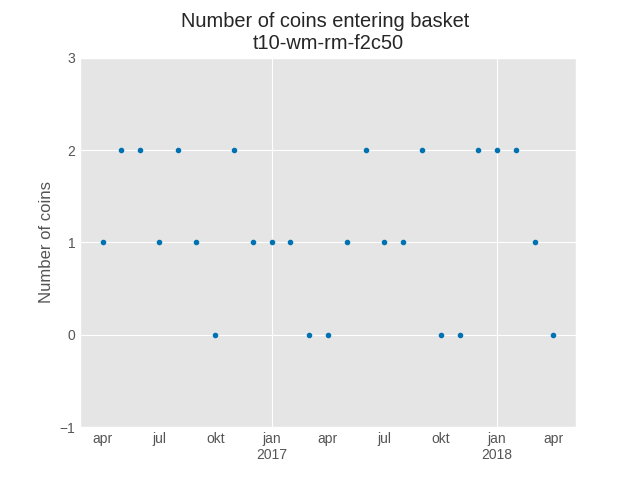 Number of coins entering basket
t10-wm-rm-f2c50
Number of coins
3
2
1
0
−1
apr jul okt jan apr jul okt jan apr
2017 2018